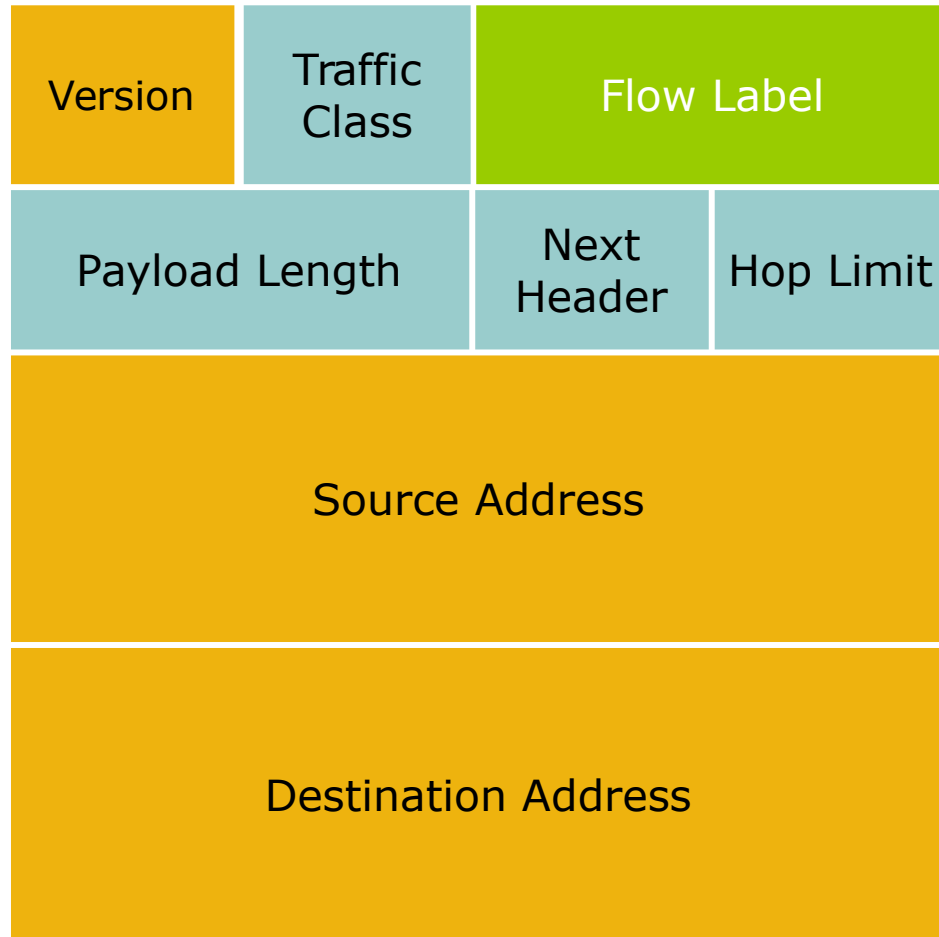 Version
Traffic
Class
Flow Label
Payload Length
Next
Header
Hop Limit
Source Address
Destination Address